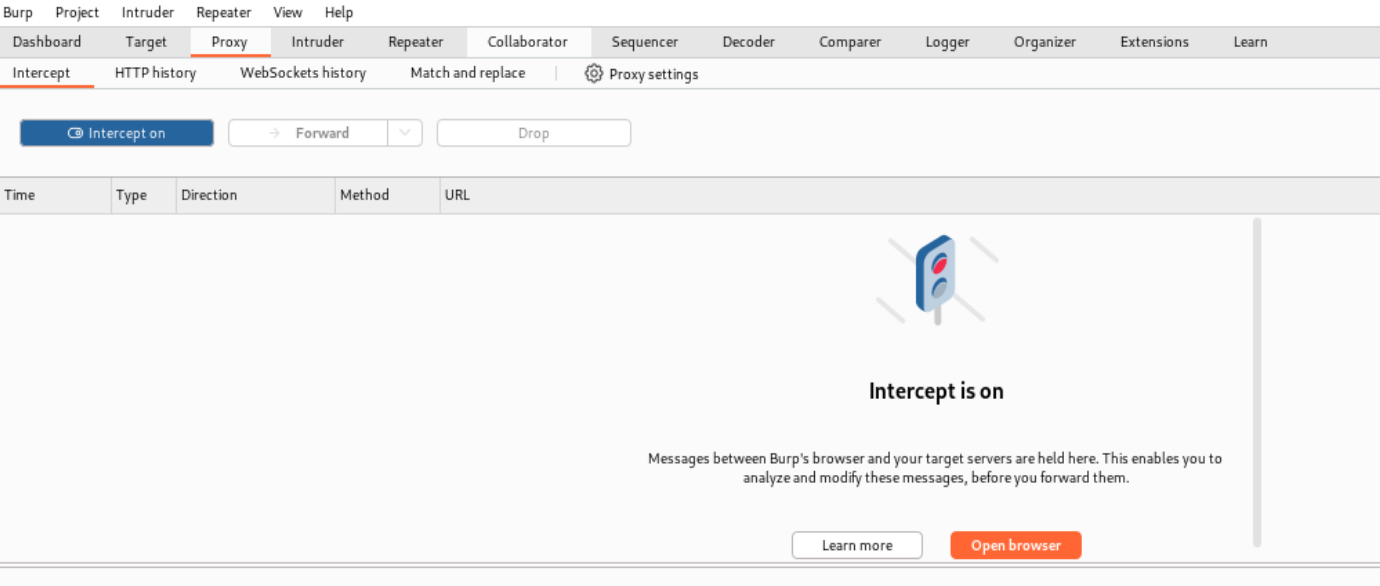 Burp Project Intruder Repeater View Help
Dashboard Target Proxy Intruder Repeater Collaborator Sequencer Decoder Comparer Logger Organizer Extensions Learn
Intercept HTTP history WebSockets history Match and replace Proxy settings
Intercept on Forward Drop
Time Type Direction Method URL
Intercept is on
Messages between Burp's browser and your target servers are held here. This enables you to
analyze and modify these messages, before you forward them.
Learn more Open browser